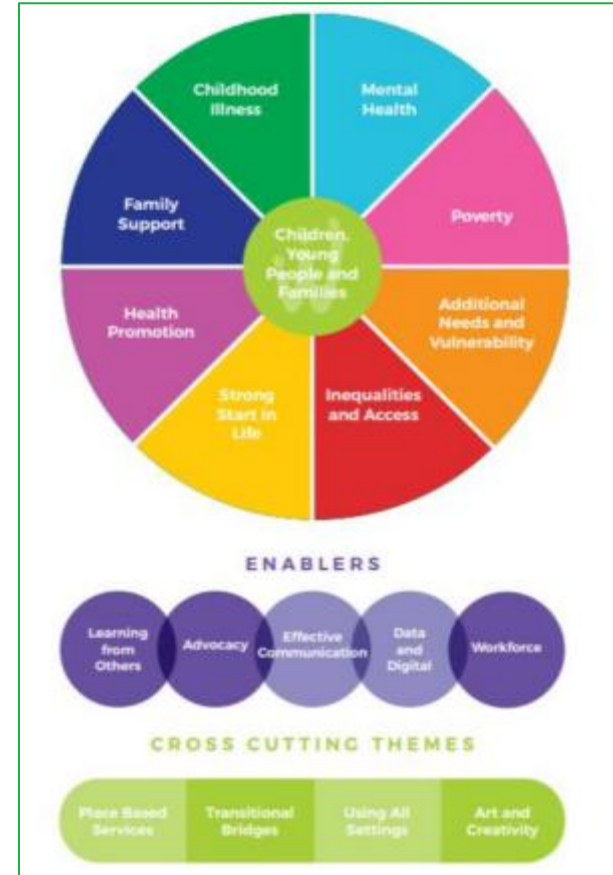 Childhood
Illness
Mental
Health
Family
Support
Poverty
Children,
Young
People and
Families
Health
Promotion
Additional
Needs and
Vulnerability
Strong
Start in
Life
Inequalities
and Access
ENABLERS
Learning
from
Others
Advocacy
Effective
Communication
Data
and
Digital
Workforce
CROSS CUTTING THEMES
Place Based
Services
Transitional
Bridges
Using All
Settings
Art and
Creativity